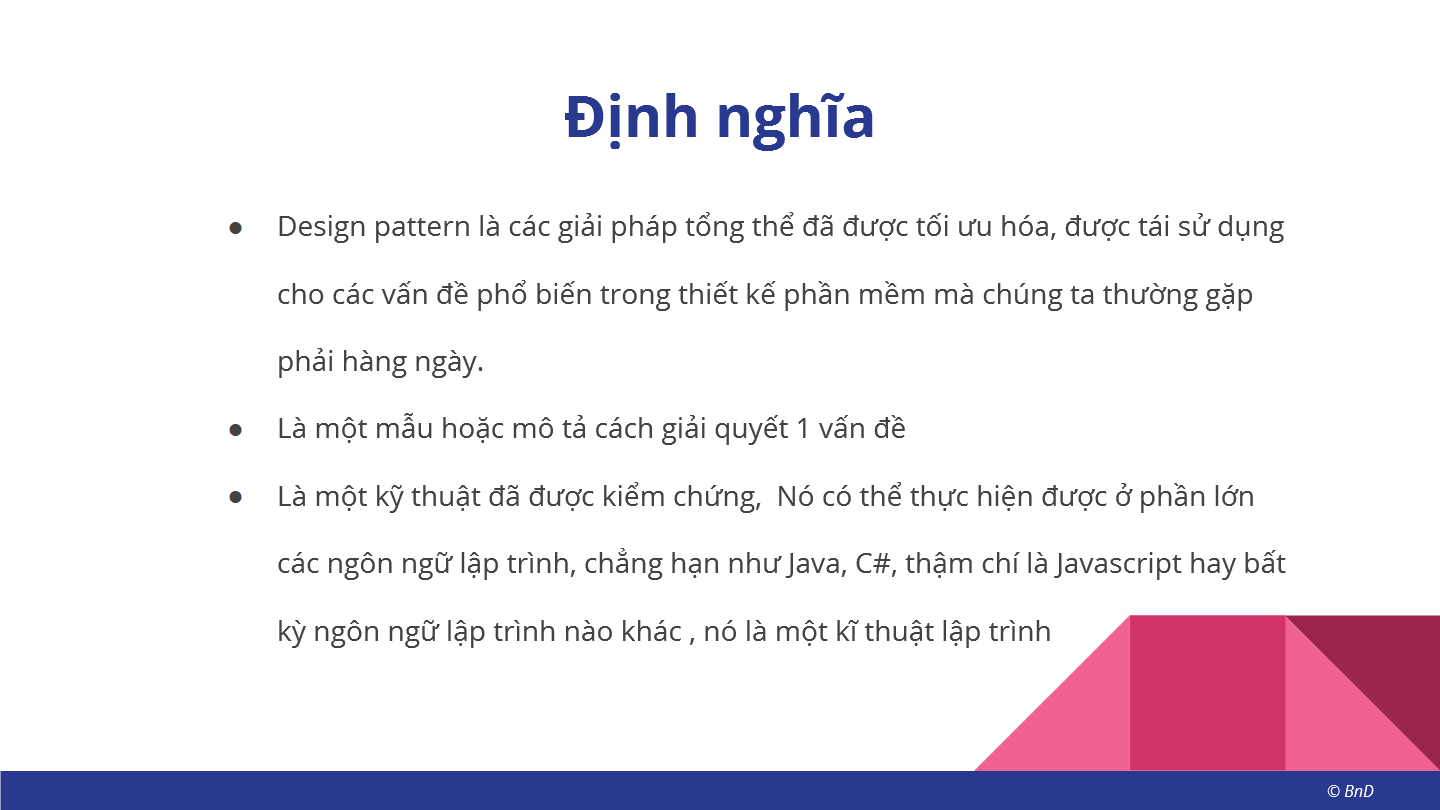 Định nghĩa
● Design pattern là các giải pháp tổng thể đã được tối ưu hóa, được tái sử dụng
cho các vấn đề phổ biến trong thiết kế phần mềm mà chúng ta thường gặp
phải hàng ngày.
● Là một mẫu hoặc mô tả cách giải quyết 1 vấn đề
● Là một kỹ thuật đã được kiểm chứng,  Nó có thể thực hiện được ở phần lớn
các ngôn ngữ lập trình, chẳng hạn như Java, C#, thậm chí là Javascript hay bất
kỳ ngôn ngữ lập trình nào khác , nó là một kĩ thuật lập trình
© BnD